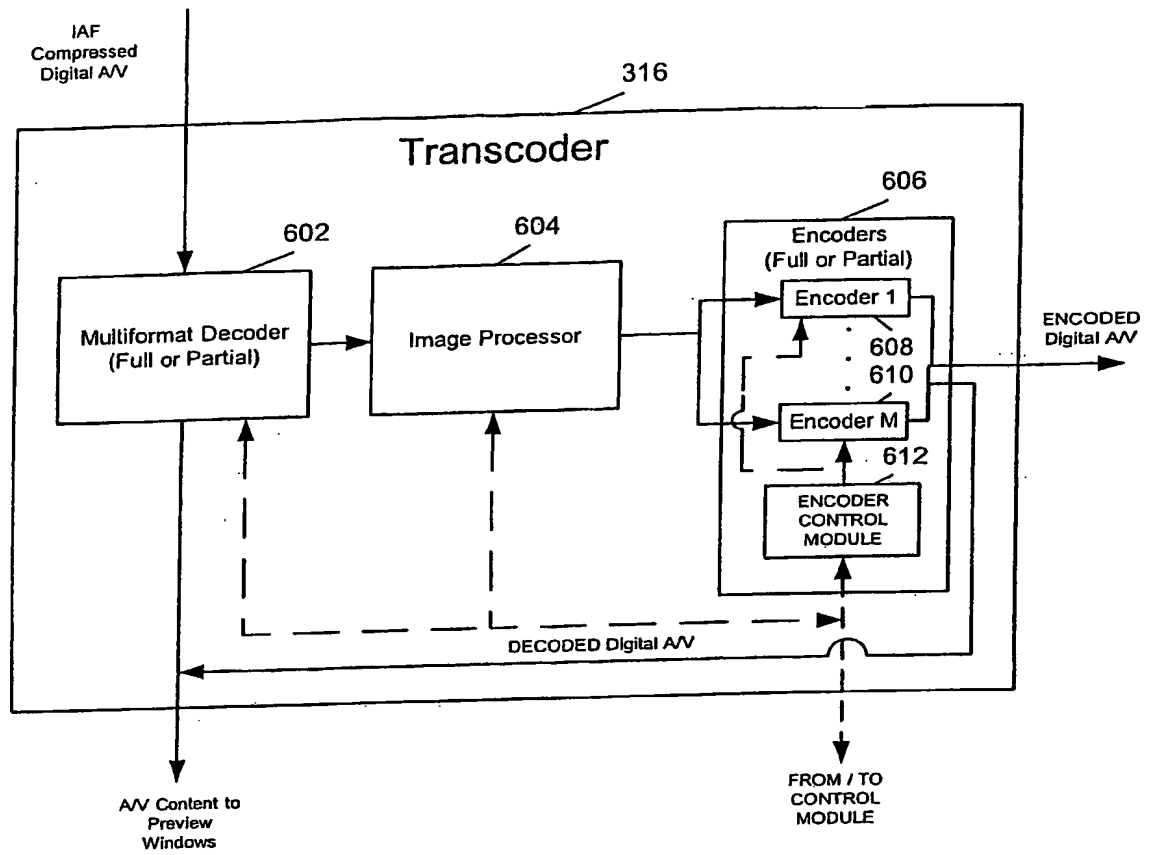 IAF
Compressed
Digital A/V
316
Transcoder
606
602
604
Encoders
(Full or Partial)
Encoder 1
Multiformat Decoder
(Full or Partial)
Image Processor
608
ENCODED
Digital A/V
610
Encoder M
612
ENCODER
CONTROL
MODULE
DECODED Digital A/V
A/V Content to
Preview
Windows
FROM / TO
CONTROL
MODULE